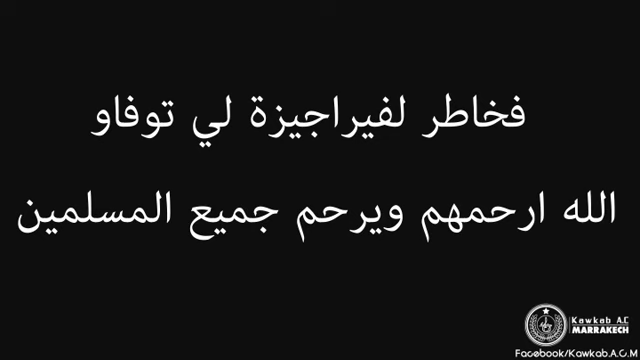 فخاطر لفيراجيزة لي توفاو
الله ارحمهم ويرحم جميع المسلمين
Kawkab A.C
MARRAKECH
Facebook/Kawkab.A.C.M